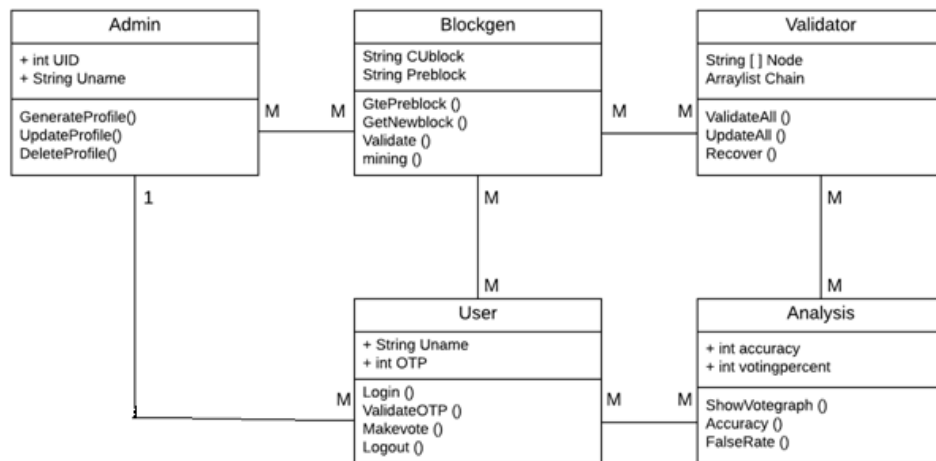 Admin
+ int UID
+ String Uname
GenerateProfile()
UpdateProfile()
DeleteProfile()
M
M
Blockgen
String CUblock
String Preblock
GtePreblock ()
GetNewblock ()
Validate ()
mining ()
M
M
Validator
String [ ] Node
Arraylist Chain
ValidateAll ()
UpdateAll ()
Recover ()
1
M
M
M
M
M
User
+ String Uname
+ int OTP
Login ()
ValidateOTP ()
Makevote ()
Logout ()
M
M
Analysis
+ int accuracy
+ int votingpercent
ShowVotegraph ()
Accuracy ()
FalseRate ()